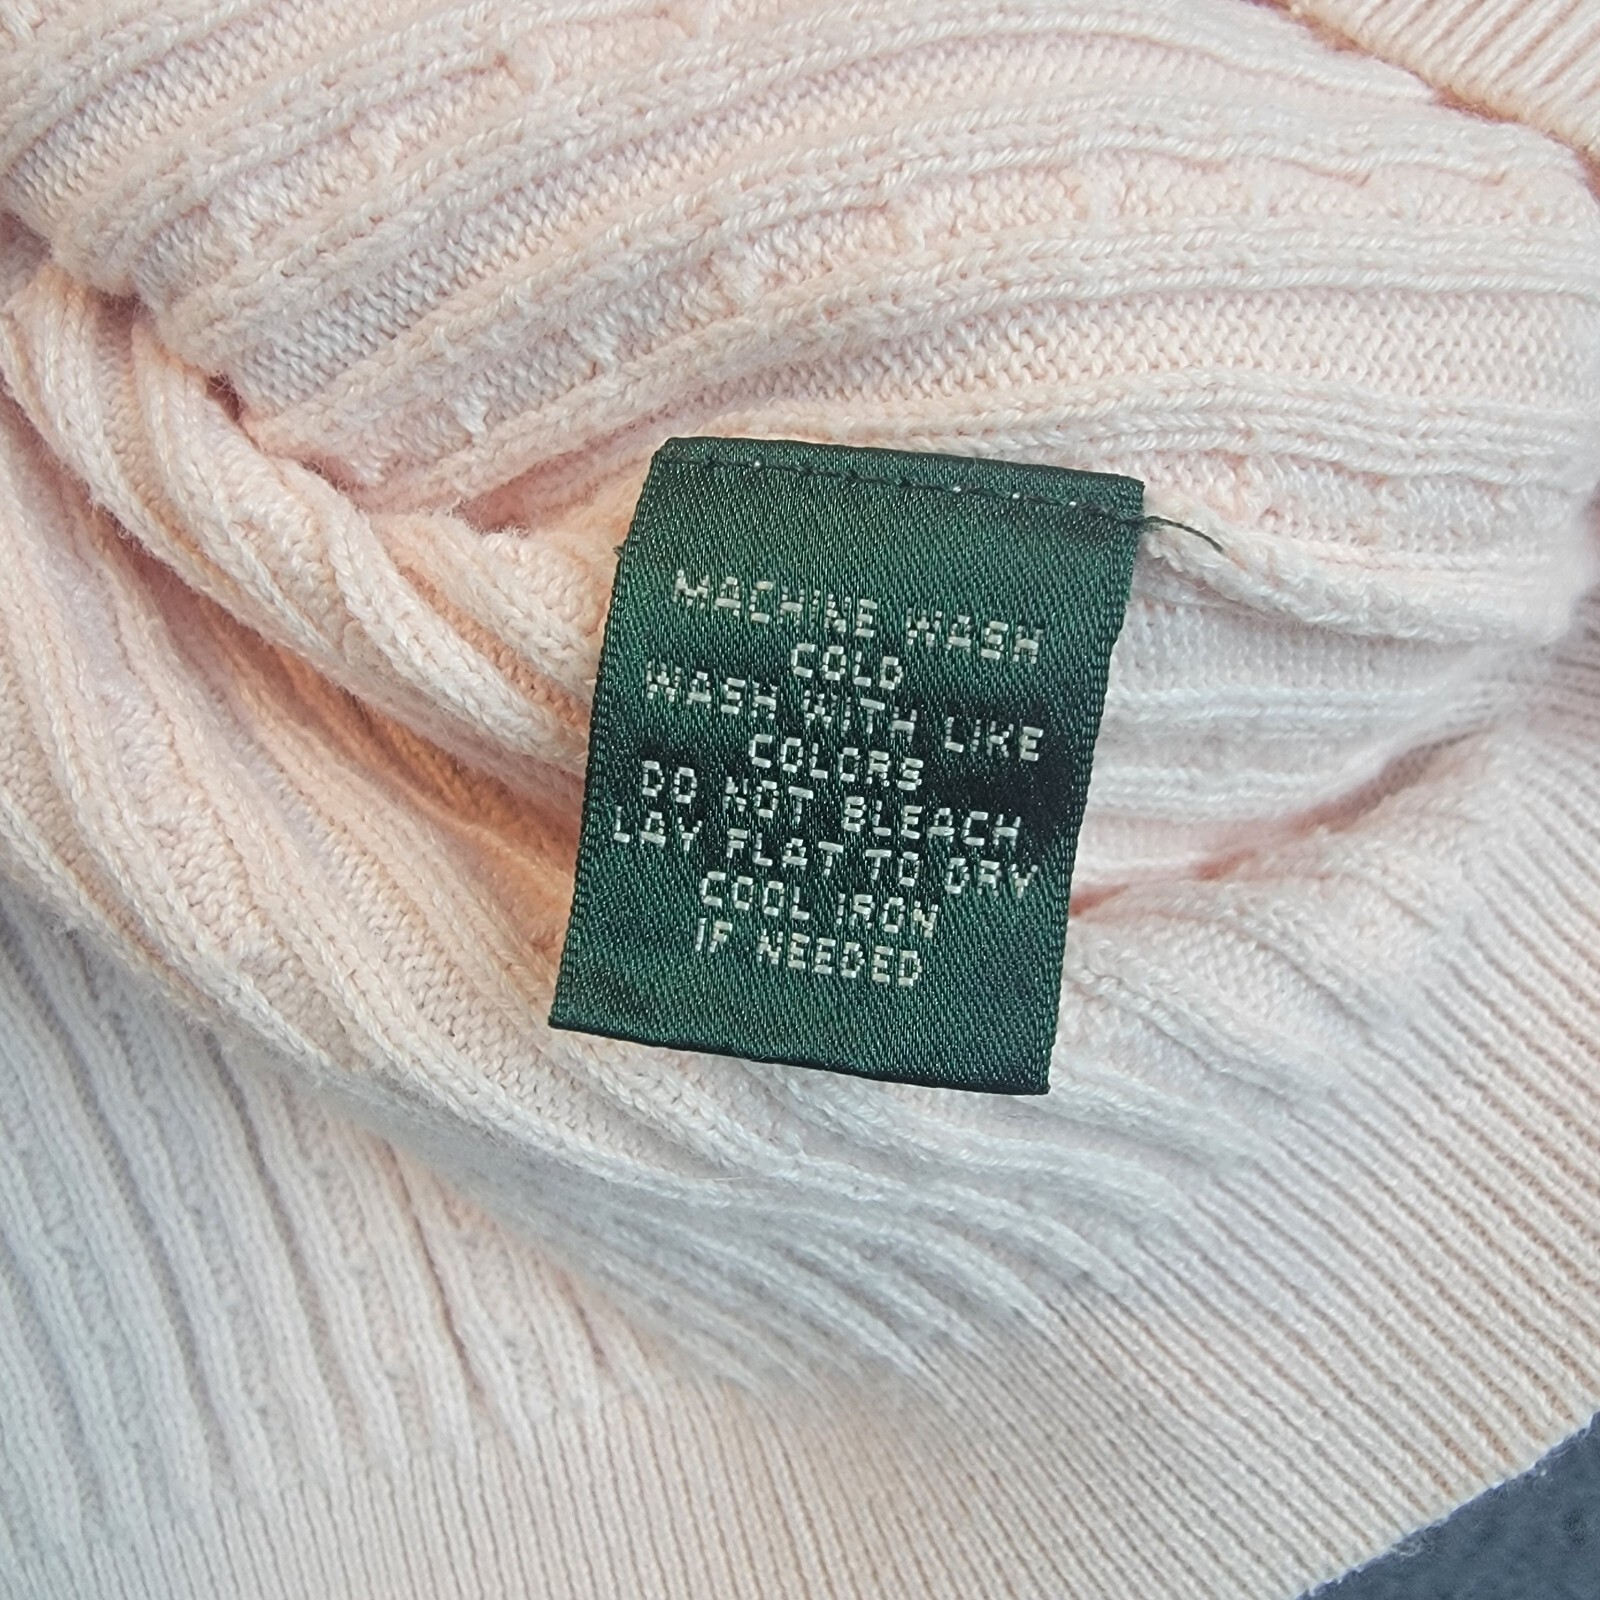 MACHINE WASH
COLD
WASH WITH LIKE
COLORS
DO NOT BLEACH
LAY FLAT TO DRY
COOL IRON
IF NEEDED